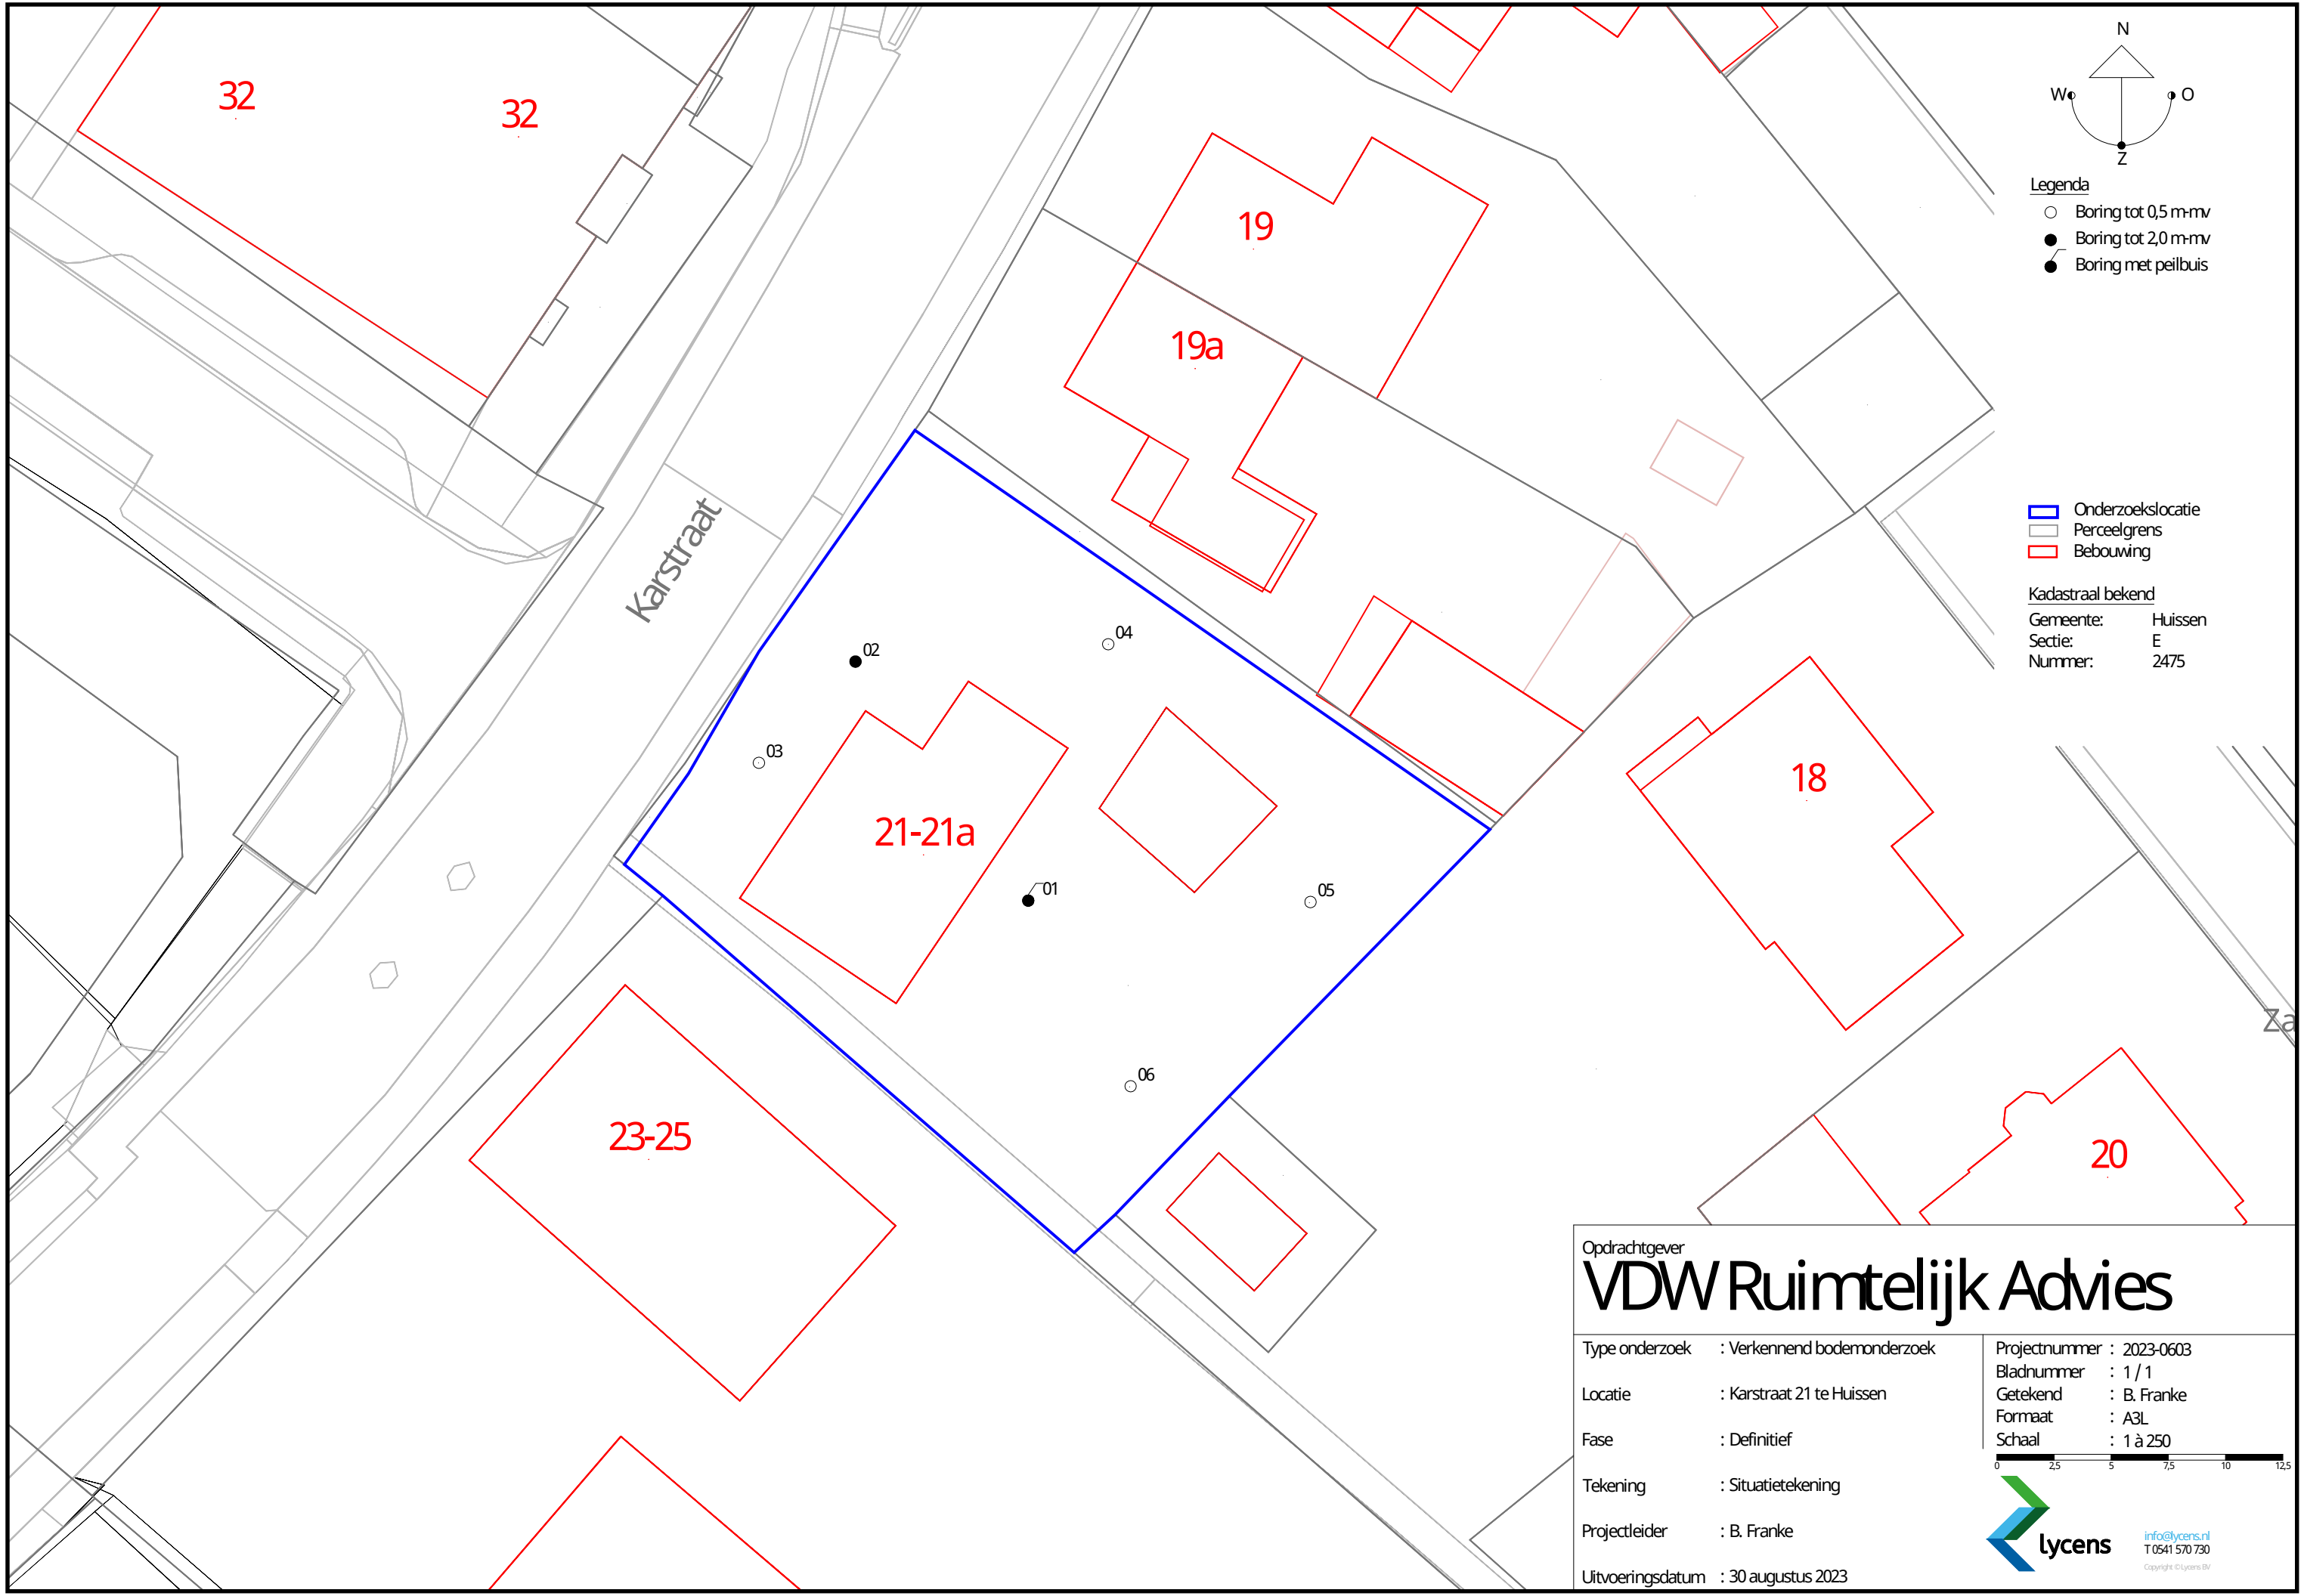 N
W
O
Z
Legenda
Boring tot 0,5 m-mv
Boring tot 2,0 m-mv
Boring met peilbuis
Onderzoekslocatie
Perceelgrens
Bebouwing
Kadastraal bekend
Gemeente: Huissen
Sectie: E
Nummer: 2475
32
32
19
19a
Karstraat
02
04
03
21-21a
01
05
06
18
23-25
20
Za
Opdrachtgever
VDW Ruimtelijk Advies
Type onderzoek : Verkennend bodemonderzoek
Locatie : Karstraat 21 te Huissen
Fase : Definitief
Tekening : Situatietekening
Projectleider : B. Franke
Uitvoeringsdatum : 30 augustus 2023
Projectnummer : 2023-0603
Bladnummer : 1 / 1
Getekend : B. Franke
Formaat : A3L
Schaal : 1 à 250
0 2,5 5 7,5 10 12,5
lycens
info@lycens.nl
T 0541 570 730
Copyright © Lycens BV